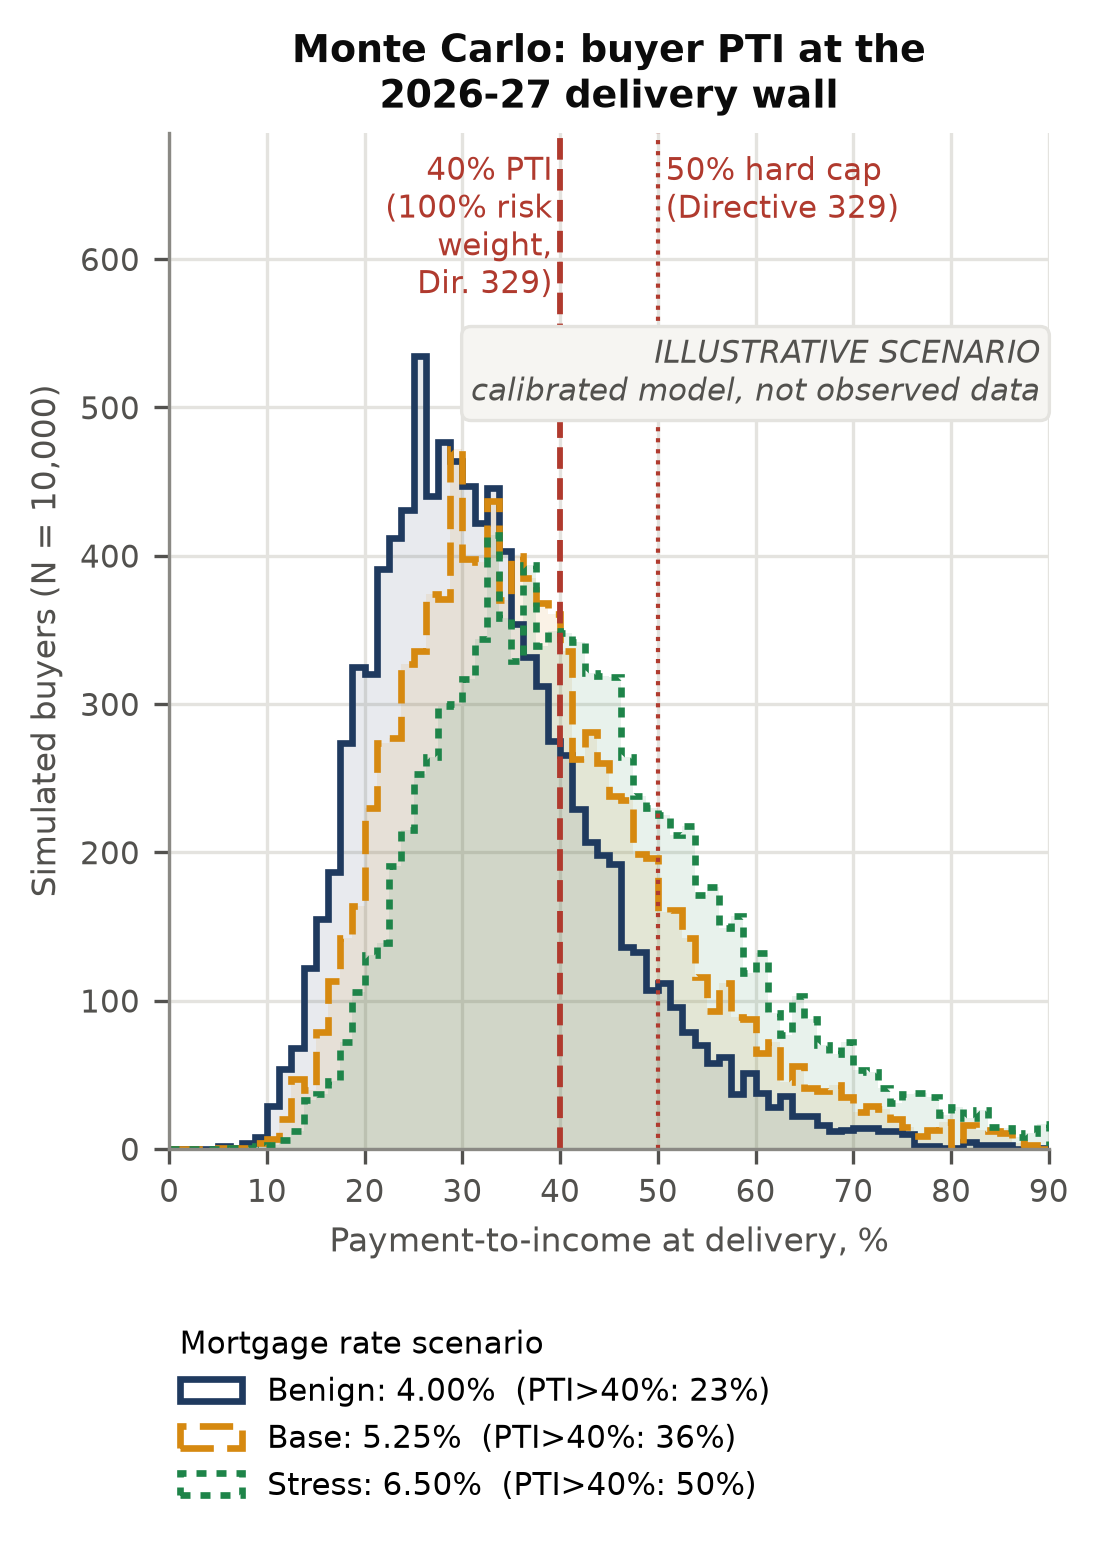 Monte Carlo: buyer PTI at the
2026-27 delivery wall
40% PTI
(100% risk
weight,
Dir. 329)
50% hard cap
(Directive 329)
ILLUSTRATIVE SCENARIO
calibrated model, not observed data
Simulated buyers (N = 10,000)
600
500
400
300
200
100
0
0 10 20 30 40 50 60 70 80 90
Payment-to-income at delivery, %
Mortgage rate scenario
Benign: 4.00% (PTI>40%: 23%)
Base: 5.25% (PTI>40%: 36%)
Stress: 6.50% (PTI>40%: 50%)